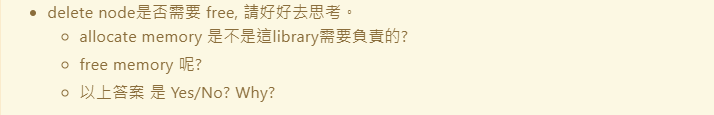 delete node是否需要 free, 請好好去思考。
allocate memory 是不是這library需要負責的?
free memory 呢?
以上答案 是 Yes/No? Why?